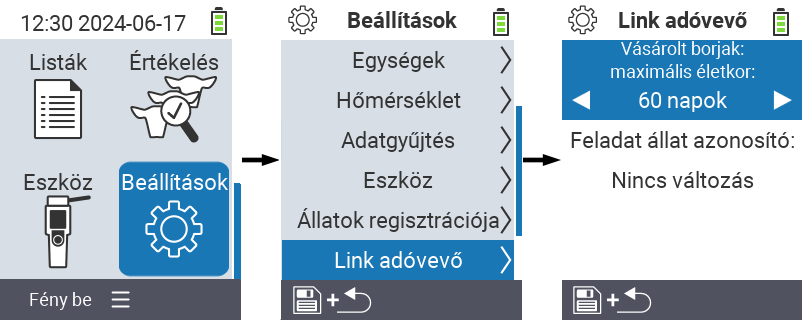 12:30 2024-06-17
Listák
Értékelés
Eszköz
Beállítások
Fény be
Beállítások
Egységek
Hőmérséklet
Adatgyűjtés
Eszköz
Állatok regisztrációja
Link adóvevő
+
Link adóvevő
Vásárolt borjak:
maximális életkor:
60 napok
Feladat állat azonosító:
Nincs változás
+